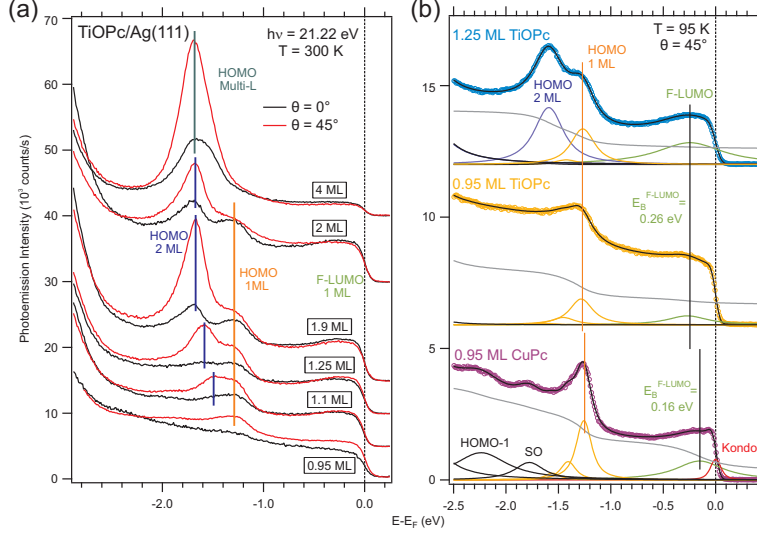 (a)
TiOPc/Ag(111)
hν = 21.22 eV
T = 300 K
HOMO
Multi-L
θ = 0°
θ = 45°
70
60
50
40
30
20
10
0
Photoemission Intensity (10³ counts/s)
4 ML
2 ML
HOMO
2 ML
HOMO
1ML
F-LUMO
1 ML
1.9 ML
1.25 ML
1.1 ML
0.95 ML
-2.0
-1.0
0.0
E-EF (eV)
(b)
T = 95 K
θ = 45°
1.25 ML TiOPc
HOMO
1 ML
HOMO
2 ML
F-LUMO
15
0.95 ML TiOPc
EB F-LUMO =
0.26 eV
10
0.95 ML CuPc
EB F-LUMO =
0.16 eV
5
HOMO-1
SO
Kondo
0
-2.5
-2.0
-1.5
-1.0
-0.5
0.0